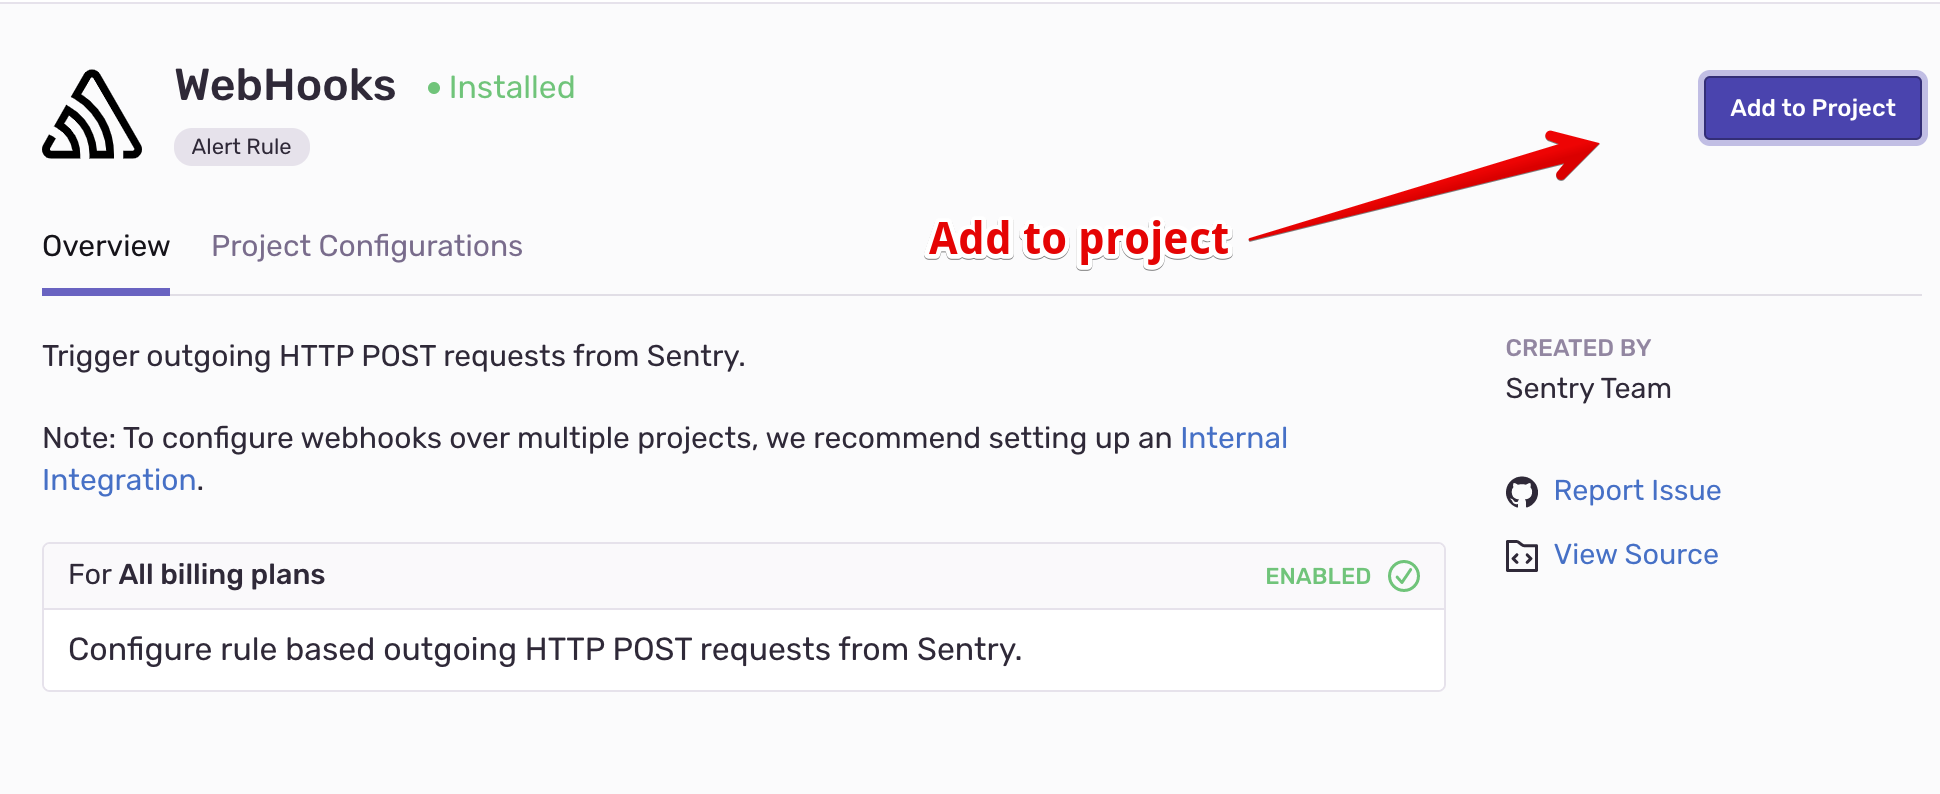 WebHooks
Installed
Add to Project
Alert Rule
Add to project
Overview
Project Configurations
Trigger outgoing HTTP POST requests from Sentry.
Note: To configure webhooks over multiple projects, we recommend setting up an Internal
Integration.
For All billing plans
ENABLED
Configure rule based outgoing HTTP POST requests from Sentry.
CREATED BY
Sentry Team
Report Issue
View Source